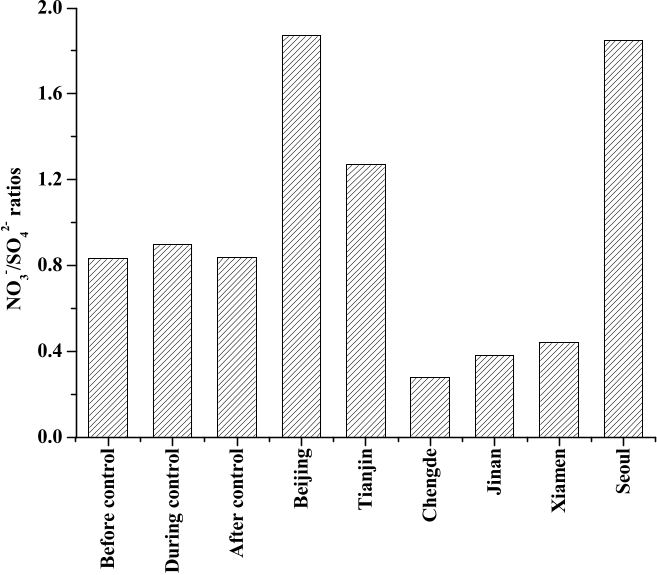 NO₃⁻/SO₄²⁻ ratios
2.0
1.6
1.2
0.8
0.4
0.0
Before control
During control
After control
Beijing
Tianjin
Chengde
Jinan
Xiamen
Seoul